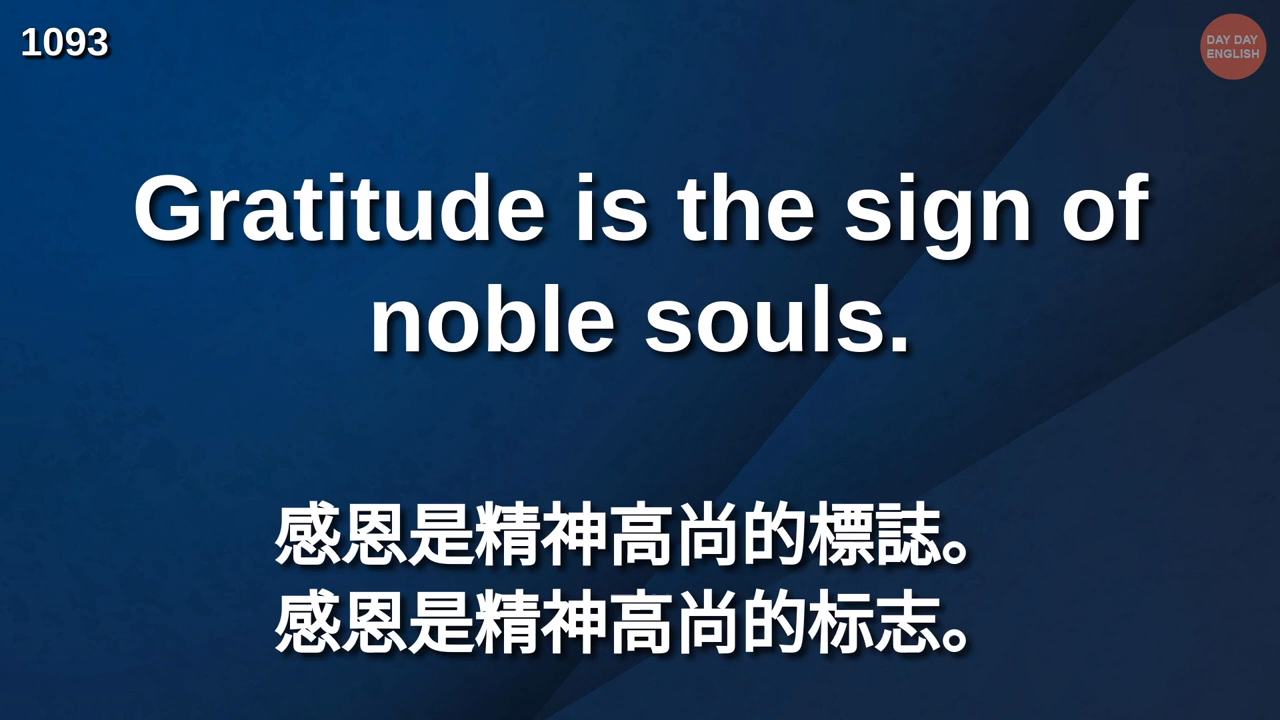 1093
DAY DAY
ENGLISH
Gratitude is the sign of
noble souls.
感恩是精神高尚的標誌。
感恩是精神高尚的标志。